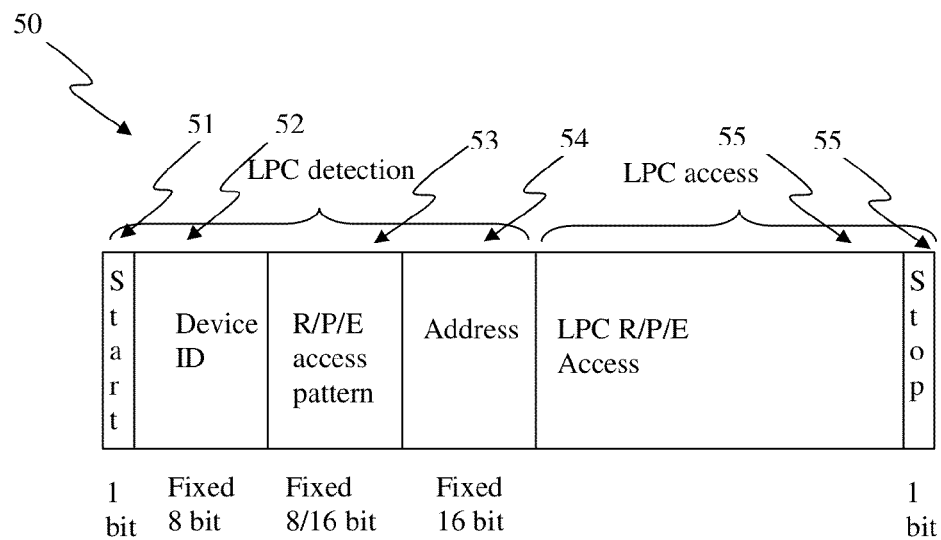 50
51
52
53
54
55
55
LPC detection
LPC access
S
t
a
r
t
Device
ID
R/P/E
access
pattern
Address
LPC R/P/E
Access
S
t
o
p
1
bit
Fixed
8 bit
Fixed
8/16 bit
Fixed
16 bit
1
bit